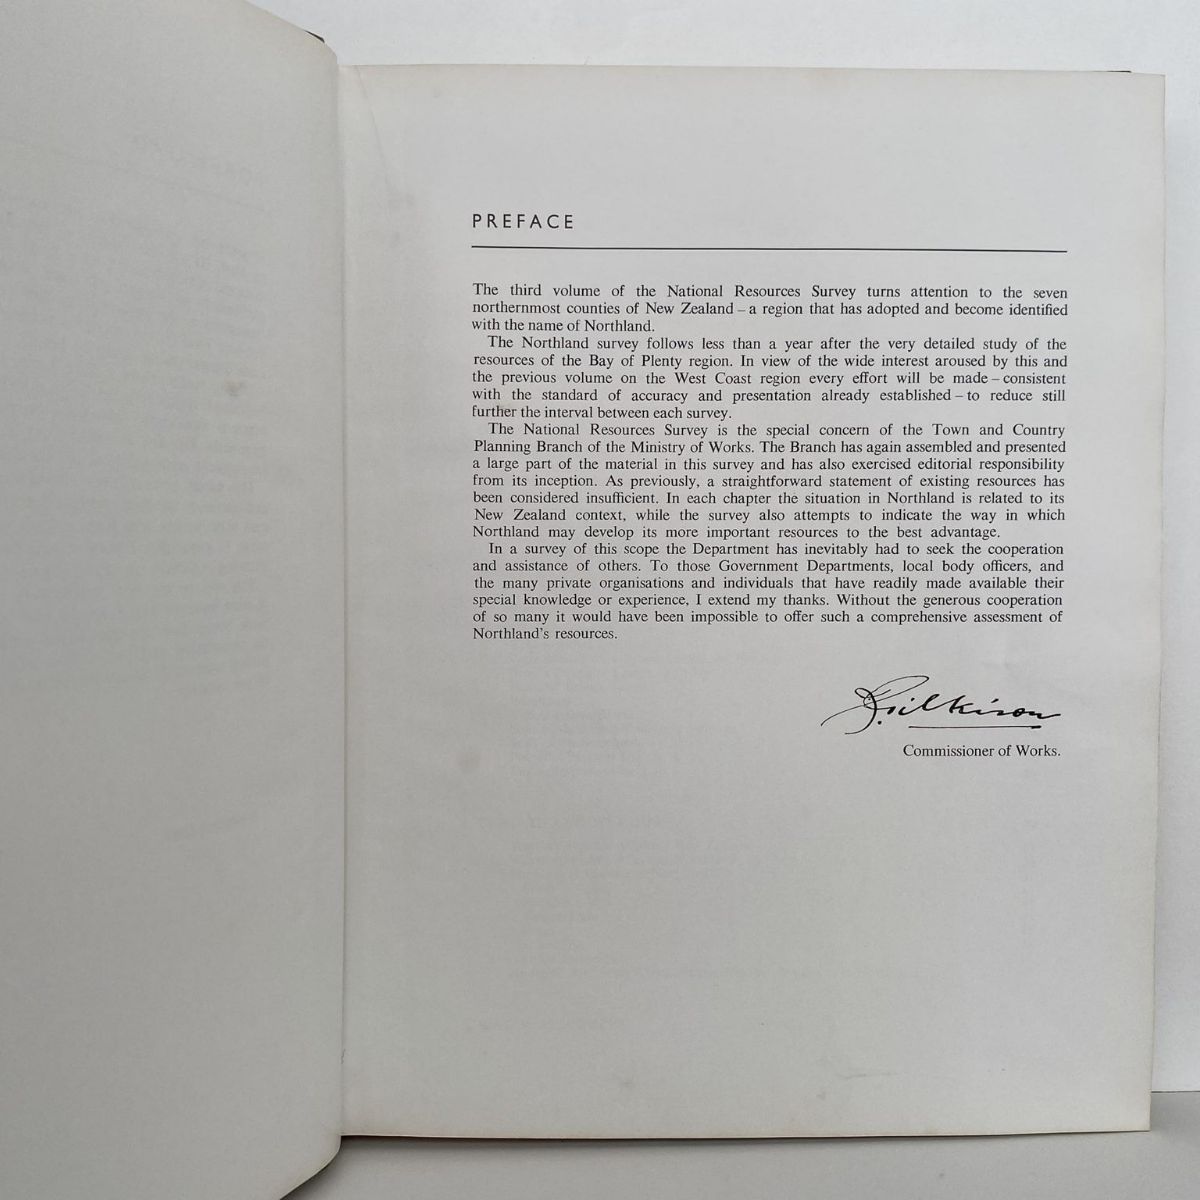 PREFACE
The third volume of the National Resources Survey turns attention to the seven
northernmost counties of New Zealand – a region that has adopted and become identified
with the name of Northland.
The Northland survey follows less than a year after the very detailed study of the
resources of the Bay of Plenty region. In view of the wide interest aroused by this and
the previous volume on the West Coast region every effort will be made – consistent
with the standard of accuracy and presentation already established – to reduce still
further the interval between each survey.
The National Resources Survey is the special concern of the Town and Country
Planning Branch of the Ministry of Works. The Branch has again assembled and presented
a large part of the material in this survey and has also exercised editorial responsibility
from its inception. As previously, a straightforward statement of existing resources has
been considered insufficient. In each chapter the situation in Northland is related to its
New Zealand context, while the survey also attempts to indicate the way in which
Northland may develop its more important resources to the best advantage.
In a survey of this scope the Department has inevitably had to seek the cooperation
and assistance of others. To those Government Departments, local body officers, and
the many private organisations and individuals that have readily made available their
special knowledge or experience, I extend my thanks. Without the generous cooperation
of so many it would have been impossible to offer such a comprehensive assessment of
Northland's resources.
Commissioner of Works.